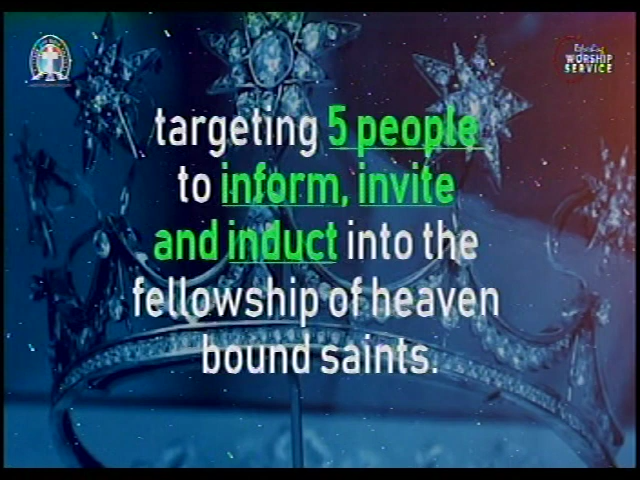 WORSHIP
SERVICE
targeting 5 people
to inform, invite
and induct into the
fellowship of heaven
bound saints.